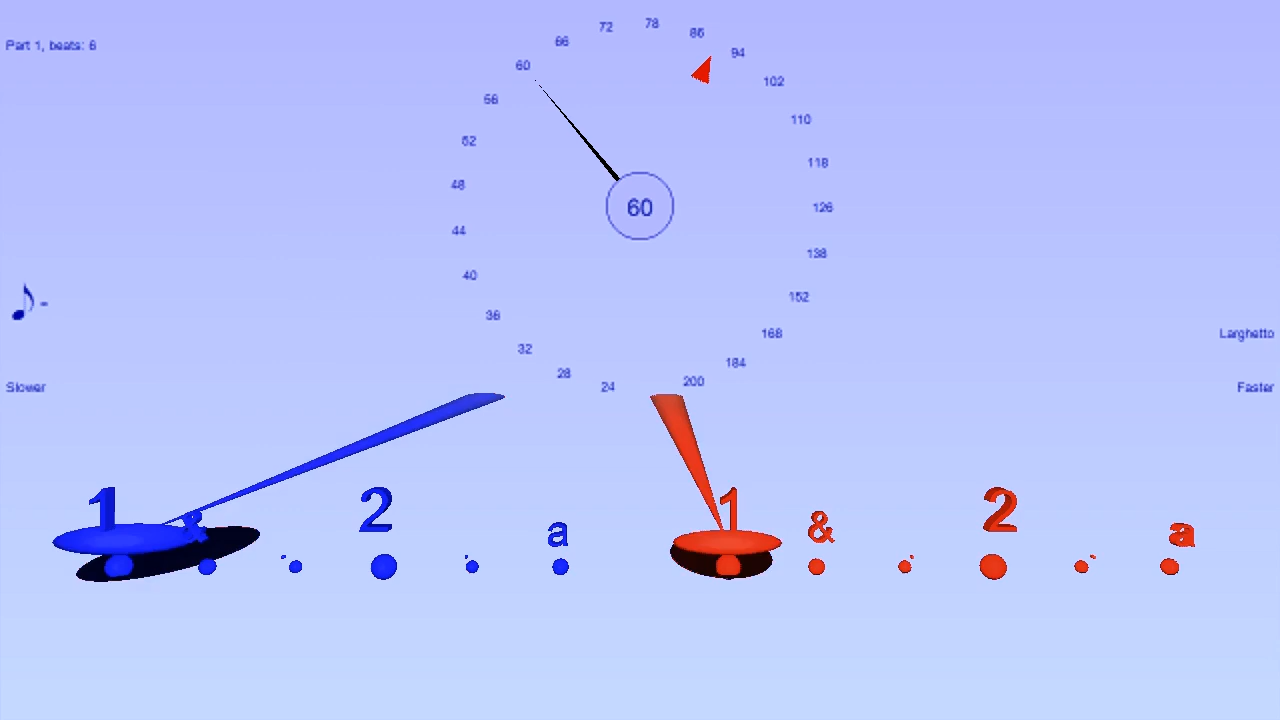 72 78 86
Part 1, beats: 6
66 94
60 102
56 110
52 118
48 126
60
44 138
40 152
♪ =
36 168
Larghetto
32 184
28 24 200
Slower Faster
1 & ' 2 ' a 1 & ' 2 ' a